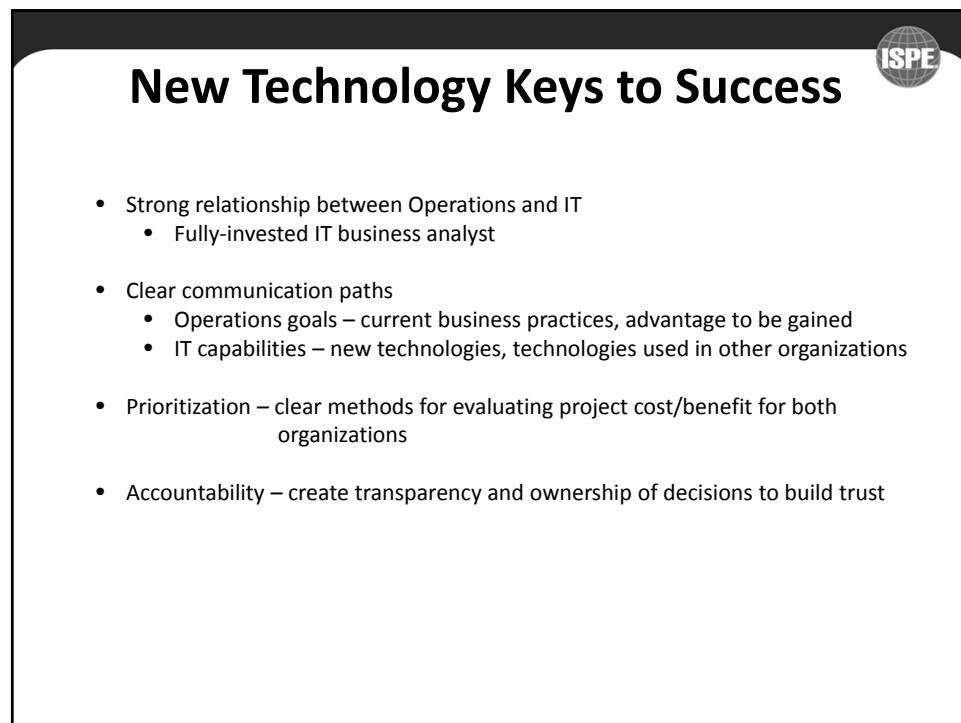 ISPE
New Technology Keys to Success
• Strong relationship between Operations and IT
• Fully-invested IT business analyst
• Clear communication paths
• Operations goals – current business practices, advantage to be gained
• IT capabilities – new technologies, technologies used in other organizations
• Prioritization – clear methods for evaluating project cost/benefit for both
organizations
• Accountability – create transparency and ownership of decisions to build trust